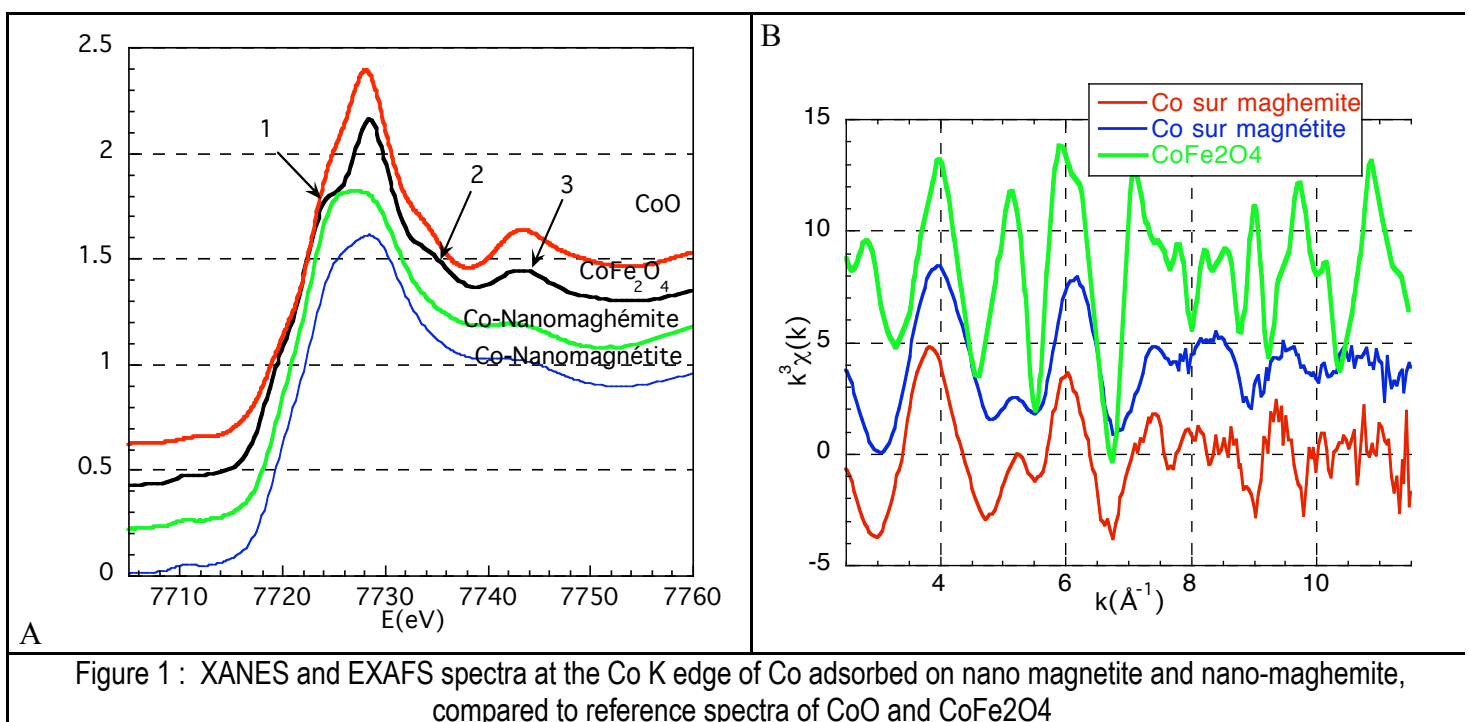 2.5
2
1.5
1
0.5
0
1
2
3
CoO
CoFe2O4
Co-Nanomaghémite
Co-Nanomagnétite
7710 7720 7730 7740 7750 7760
E(eV)
A
B
Co sur maghemite
Co sur magnétite
CoFe2O4
15
10
5
0
-5
k³χ(k)
4 6 8 10
k(Å⁻¹)
Figure 1 : XANES and EXAFS spectra at the Co K edge of Co adsorbed on nano magnetite and nano-maghemite,
compared to reference spectra of CoO and CoFe2O4